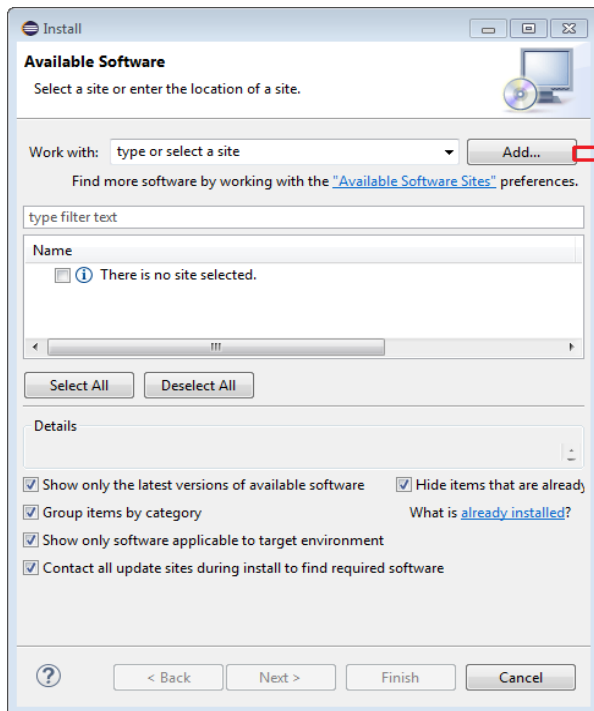 Install
Available Software
Select a site or enter the location of a site.
Work with: type or select a site Add...
Find more software by working with the "Available Software Sites" preferences.
type filter text
Name
There is no site selected.
Select All Deselect All
Details
Show only the latest versions of available software Hide items that are already
Group items by category What is already installed?
Show only software applicable to target environment
Contact all update sites during install to find required software
? < Back Next > Finish Cancel